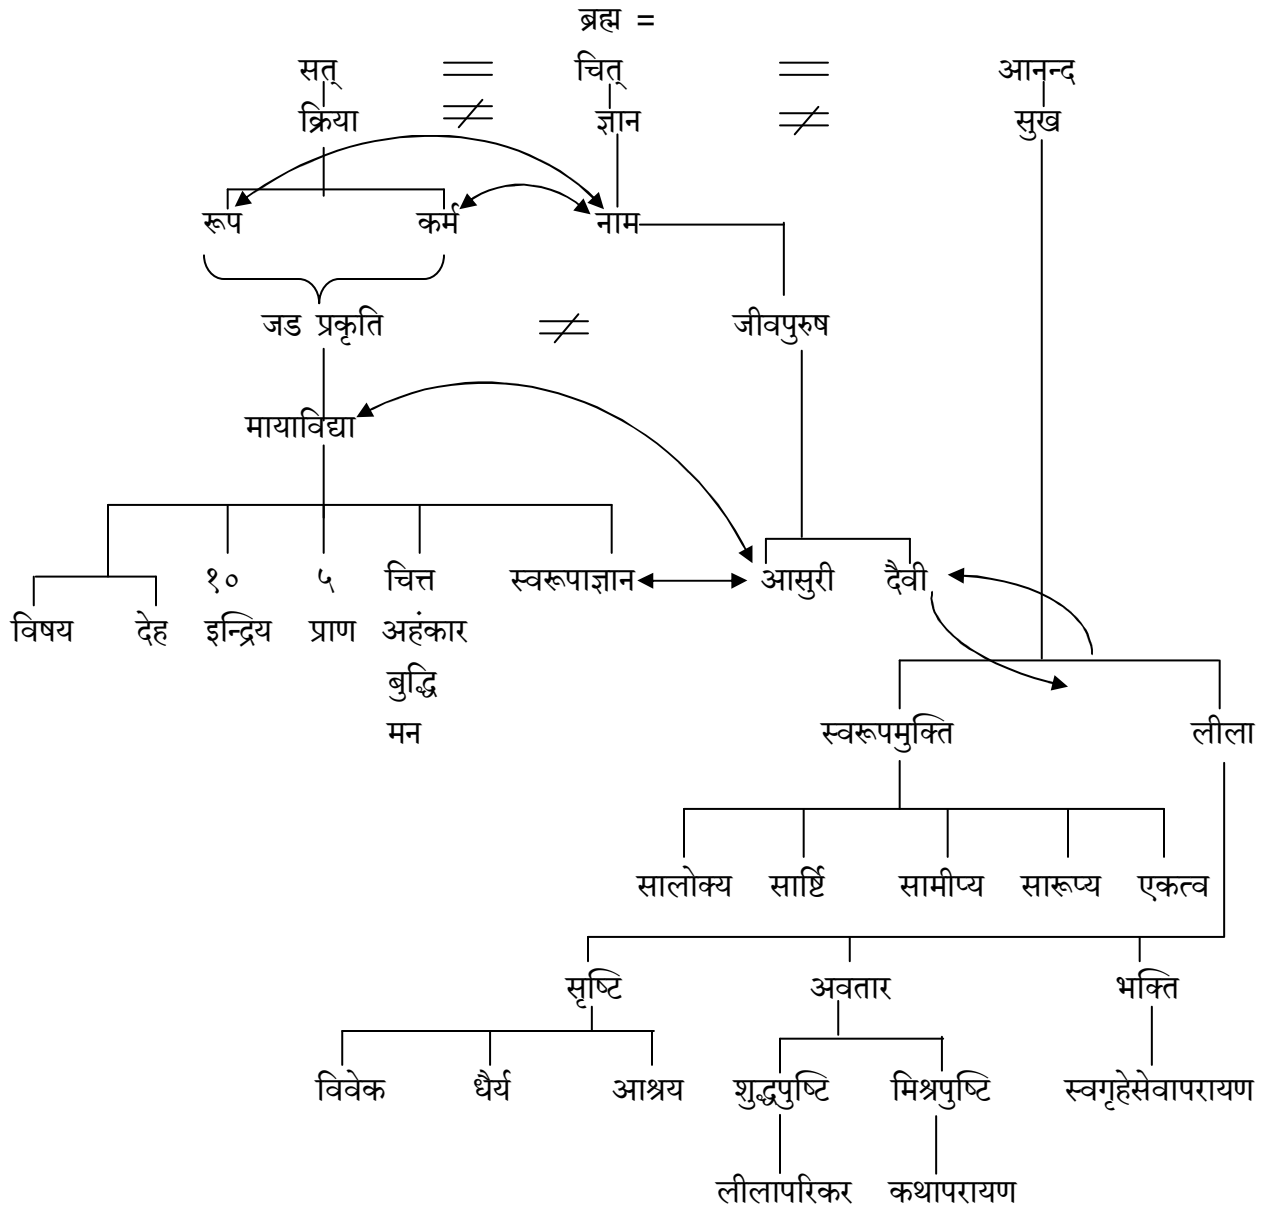 ब्रह्म =
सत् = चित् = आनन्द
क्रिया ≠ ज्ञान ≠ सुख
रूप कर्म नाम
जड प्रकृति ≠ जीवपुरुष
मायाविद्या
१० ५ चित्त स्वरूपाज्ञान आसुरी दैवी
विषय देह इन्द्रिय प्राण अहंकार
बुद्धि
मन स्वरूपमुक्ति लीला
सालोक्य सार्ष्टि सामीप्य सारूप्य एकत्व
सृष्टि अवतार भक्ति
विवेक धैर्य आश्रय शुद्धपुष्टि मिश्रपुष्टि स्वगृहेसेवापरायण
लीलापरिकर कथापरायण